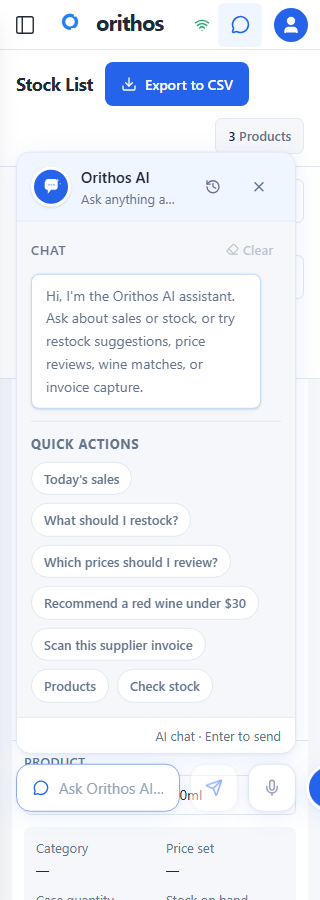 orithos
Stock List
Export to CSV
3 Products
Orithos AI
Ask anything a...
CHAT
Clear
Hi, I'm the Orithos AI assistant.
Ask about sales or stock, or try
restock suggestions, price
reviews, wine matches, or
invoice capture.
QUICK ACTIONS
Today's sales
What should I restock?
Which prices should I review?
Recommend a red wine under $30
Scan this supplier invoice
Products
Check stock
AI chat · Enter to send
PRODUCT
Ask Orithos AI...
0ml
Category
Price set
—
—
Case quantity
Stock on hand